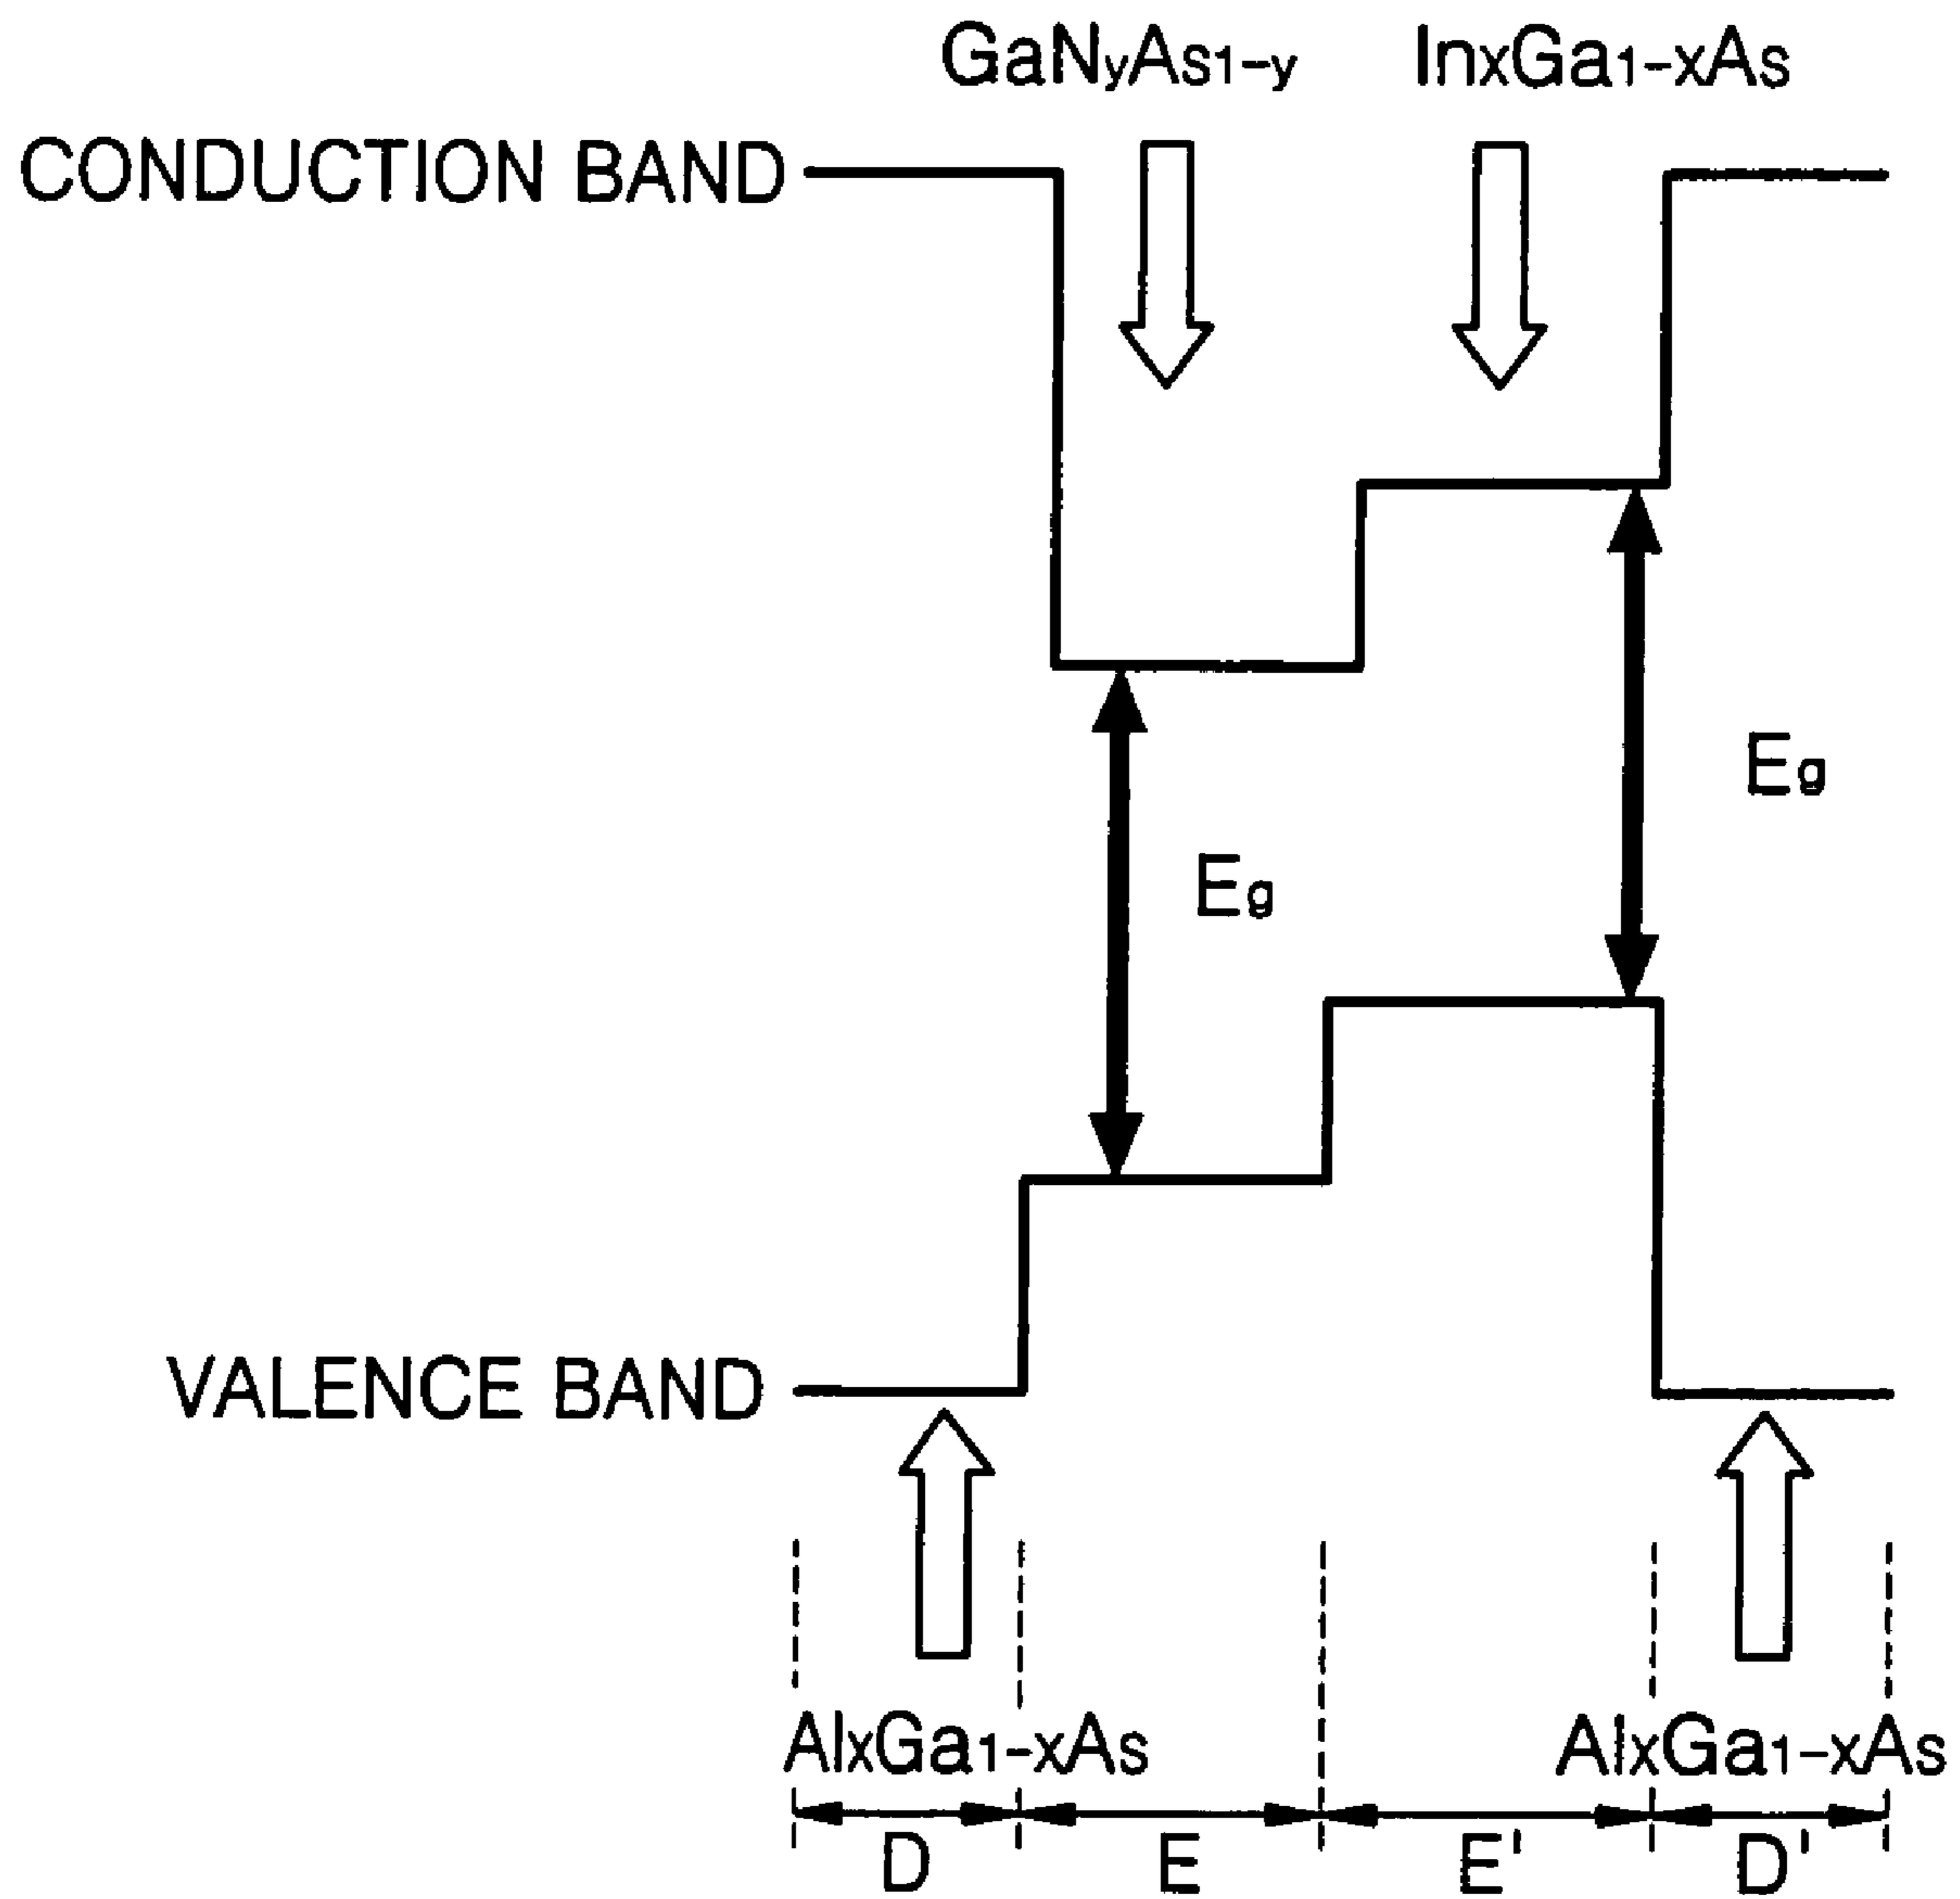 GaNyAs1-y InxGa1-xAs
CONDUCTION BAND
Eg
Eg
VALENCE BAND
AlxGa1-xAs AlxGa1-xAs
D E E' D'